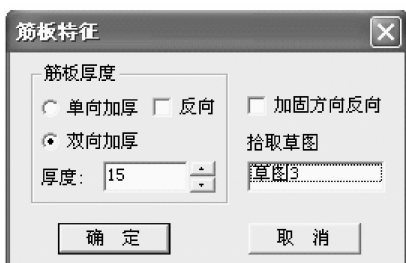 筋板特征
筋板厚度
单向加厚 反向
加固方向反向
双向加厚
拾取草图
厚度: 15
草图3
确 定
取 消